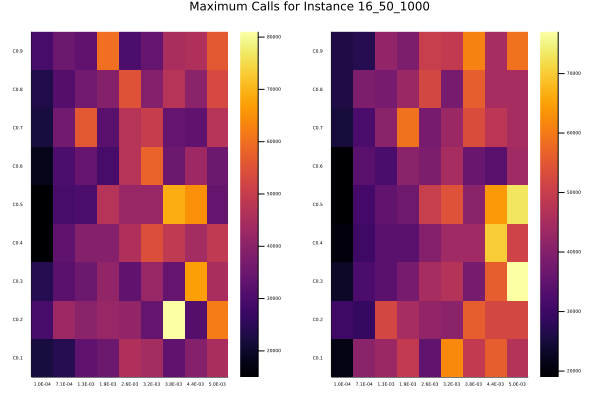 Maximum Calls for Instance 16_50_1000
C0.9
C0.8
C0.7
C0.6
C0.5
C0.4
C0.3
C0.2
C0.1
1.0E-04 7.1E-04 1.3E-03 1.9E-03 2.6E-03 3.2E-03 3.8E-03 4.4E-03 5.0E-03
80000
70000
60000
50000
40000
30000
20000
C0.9
C0.8
C0.7
C0.6
C0.5
C0.4
C0.3
C0.2
C0.1
1.0E-04 7.1E-04 1.3E-03 1.9E-03 2.6E-03 3.2E-03 3.8E-03 4.4E-03 5.0E-03
70000
60000
50000
40000
30000
20000